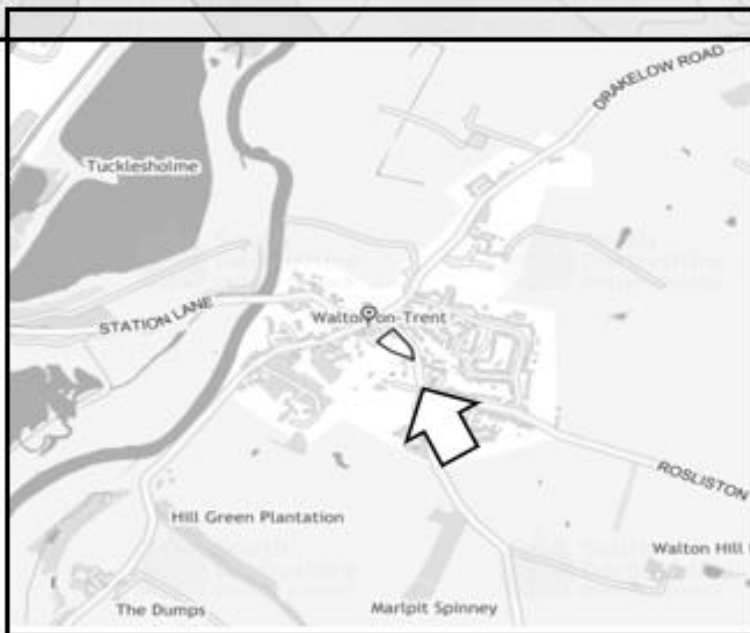 DRAKELOW ROAD
Tucklesholme
STATION LANE
Walton-on-Trent
ROSLISTON
Hill Green Plantation
Walton Hill
The Dumps
Marlpit Spinney